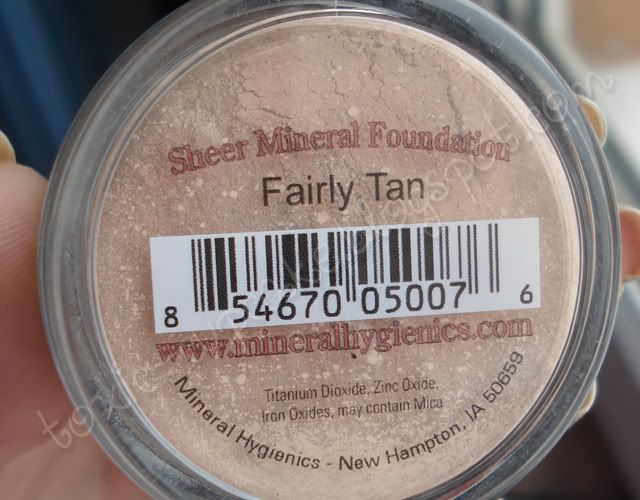 Sheer Mineral Foundation
Fairly Tan
8 54670 05007 6
www.mineralhygienics.com
Titanium Dioxide, Zinc Oxide,
Iron Oxides, may contain Mica
Mineral Hygienics - New Hampton, IA 50659